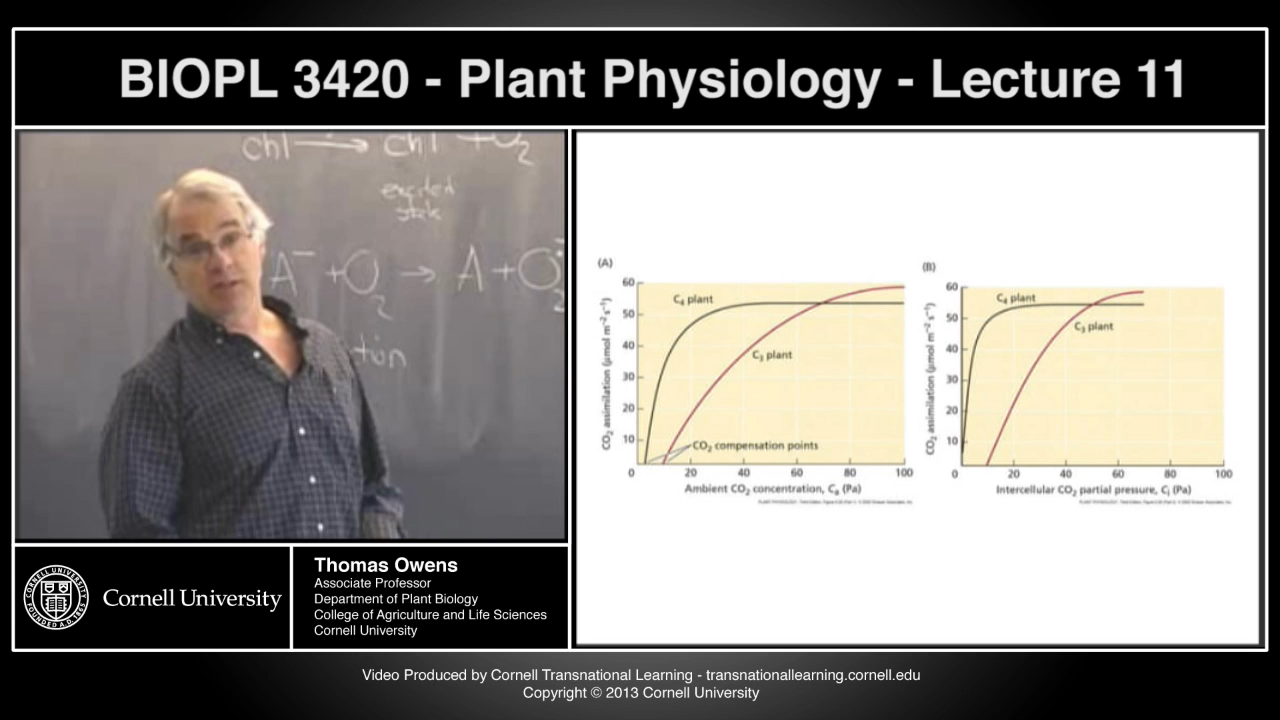 BIOPL 3420 - Plant Physiology - Lecture 11
chl → chl + O2
excited
state
A⁻ + O2 → A + O2
tion
(A)
CO2 assimilation (µmol m⁻² s⁻¹)
60
50
40
30
20
10
0
20
40
60
80
100
C4 plant
C3 plant
CO2 compensation points
Ambient CO2 concentration, Ca (Pa)
(B)
CO2 assimilation (µmol m⁻² s⁻¹)
60
50
40
30
20
10
0
20
40
60
80
100
C4 plant
C3 plant
Intercellular CO2 partial pressure, Ci (Pa)
Cornell University
Thomas Owens
Associate Professor
Department of Plant Biology
College of Agriculture and Life Sciences
Cornell University
Video Produced by Cornell Transnational Learning - transnationallearning.cornell.edu
Copyright © 2013 Cornell University